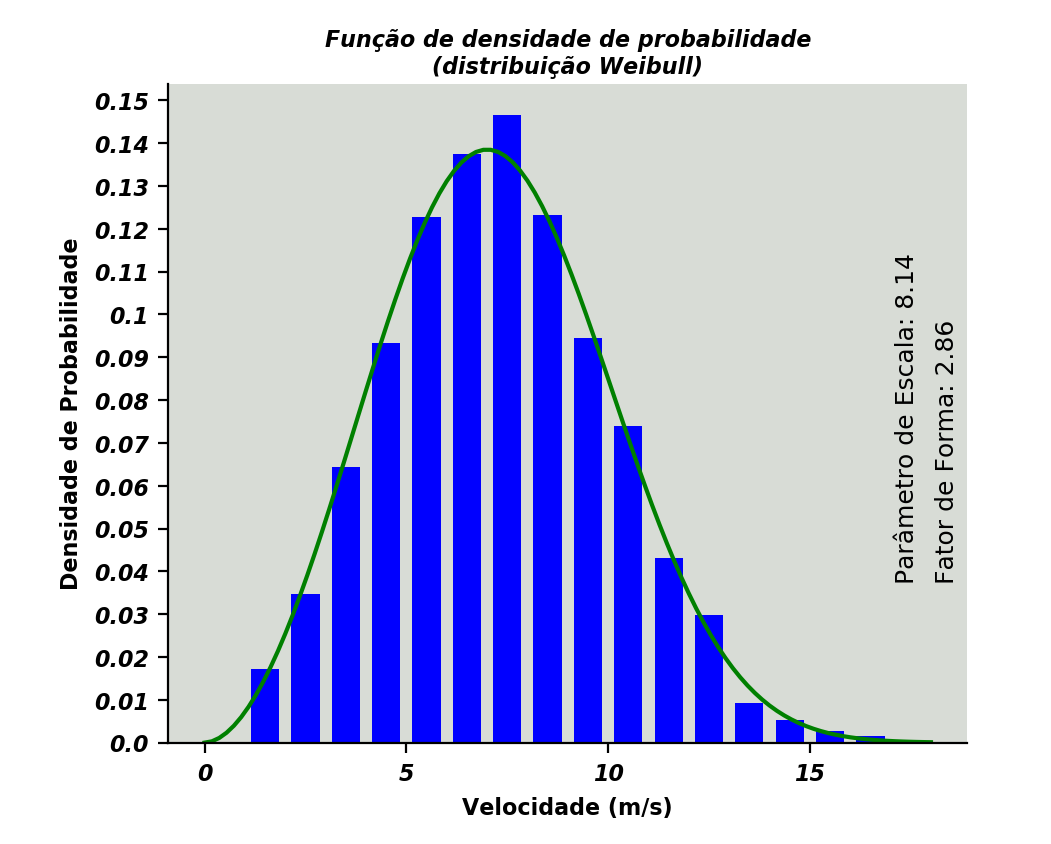 Função de densidade de probabilidade
(distribuição Weibull)
Densidade de Probabilidade
0.15
0.14
0.13
0.12
0.11
0.1
0.09
0.08
0.07
0.06
0.05
0.04
0.03
0.02
0.01
0.0
0 5 10 15
Velocidade (m/s)
Parâmetro de Escala: 8.14
Fator de Forma: 2.86